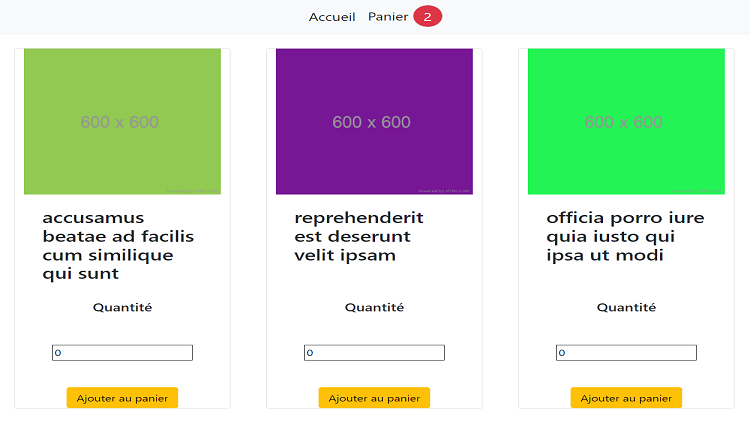 Accueil Panier 2
600 x 600
accusamus
beatae ad facilis
cum similique
qui sunt
Quantité
0
Ajouter au panier
600 x 600
reprehenderit
est deserunt
velit ipsam
Quantité
0
Ajouter au panier
600 x 600
officia porro iure
quia iusto qui
ipsa ut modi
Quantité
0
Ajouter au panier